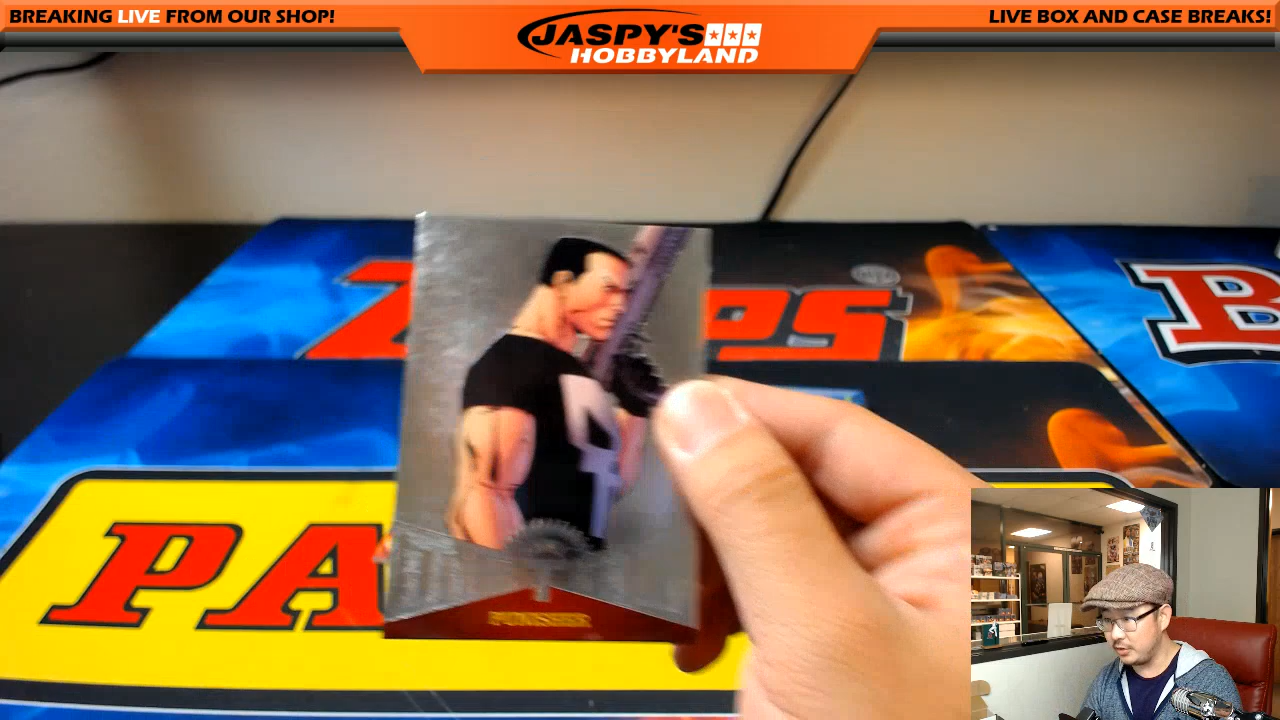 BREAKING LIVE FROM OUR SHOP!
JASPY'S
HOBBYLAND
LIVE BOX AND CASE BREAKS!
PS
B
PA
PUNISHER